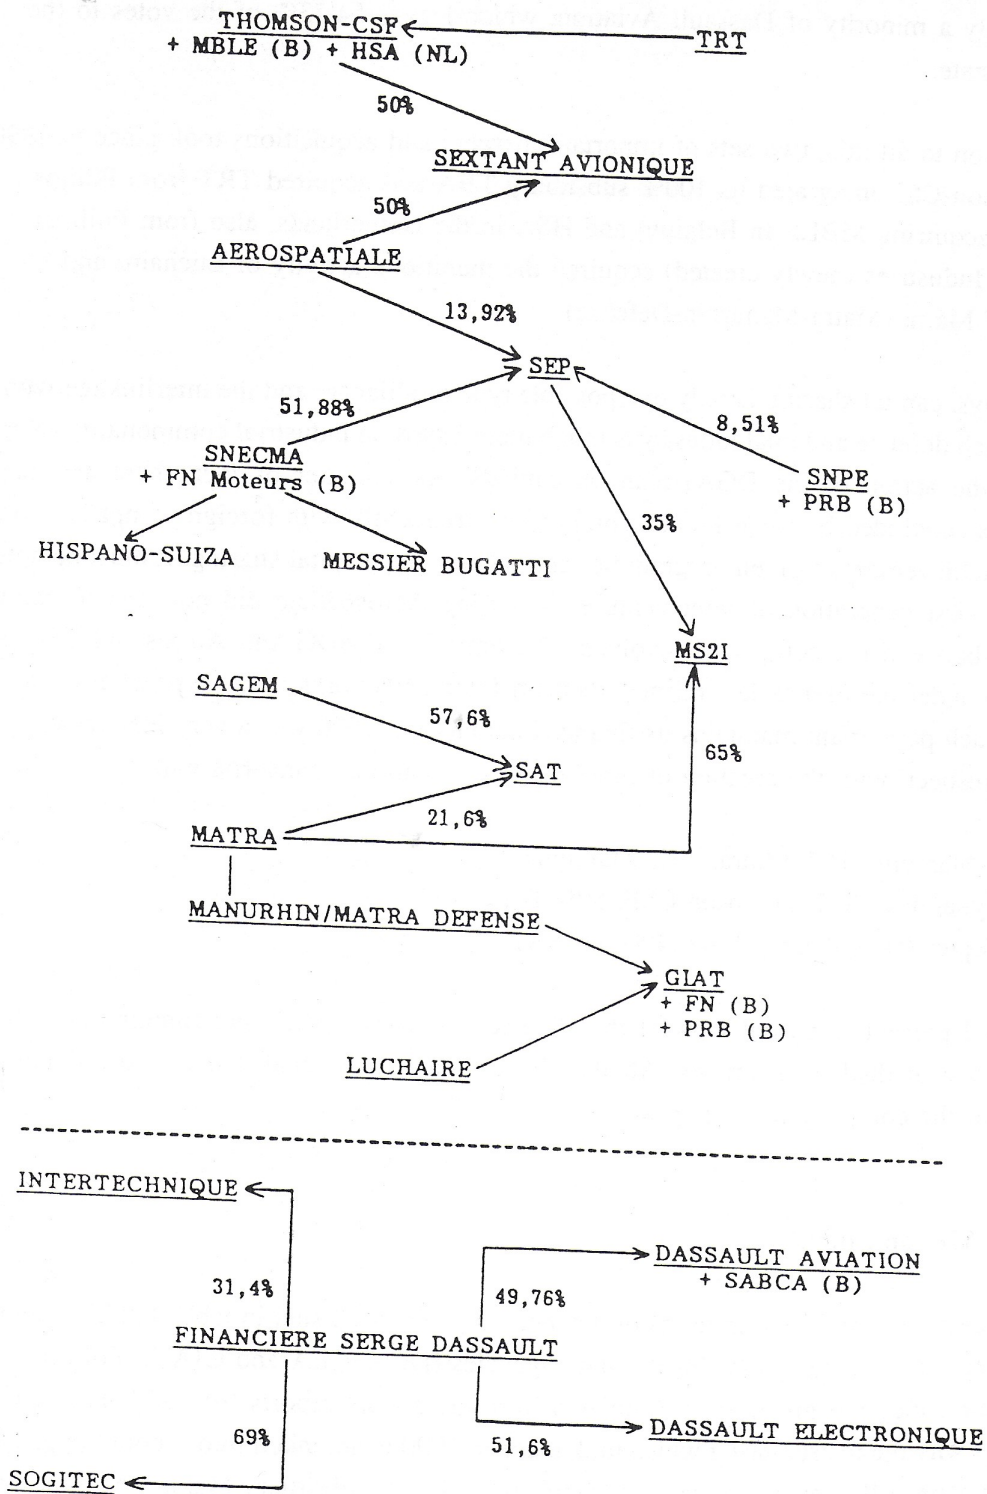 THOMSON-CSF
TRT
+ MBLE (B) + HSA (NL)
50%
SEXTANT AVIONIQUE
50%
AEROSPATIALE
13,92%
SEP
51,88%
8,51%
SNECMA
+ FN Moteurs (B)
SNPE
+ PRB (B)
35%
HISPANO-SUIZA
MESSIER BUGATTI
MS2I
SAGEM
57,6%
65%
SAT
21,6%
MATRA
MANURHIN/MATRA DEFENSE
GIAT
+ FN (B)
+ PRB (B)
LUCHAIRE
INTERTECHNIQUE
DASSAULT AVIATION
+ SABCA (B)
31,4%
49,76%
FINANCIERE SERGE DASSAULT
69%
51,6%
DASSAULT ELECTRONIQUE
SOGITEC